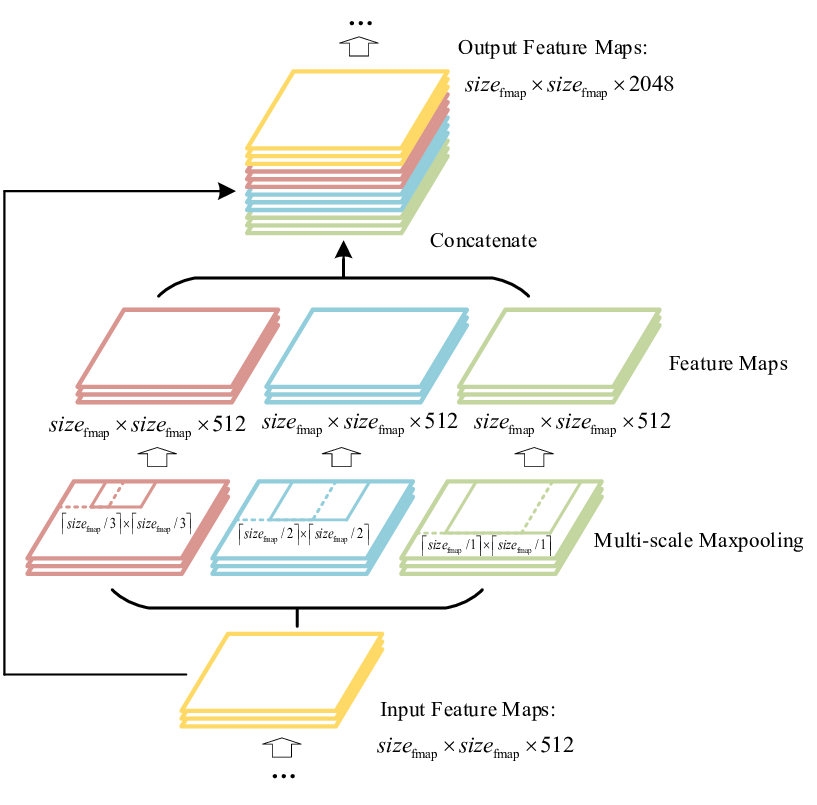 ...
Output Feature Maps:
size_fmap × size_fmap × 2048
Concatenate
Feature Maps
size_fmap × size_fmap × 512
size_fmap × size_fmap × 512
size_fmap × size_fmap × 512
⌈size_fmap / 3⌉×⌈size_fmap / 3⌉
⌈size_fmap / 2⌉×⌈size_fmap / 2⌉
⌈size_fmap / 1⌉×⌈size_fmap / 1⌉
Multi-scale Maxpooling
Input Feature Maps:
size_fmap × size_fmap × 512
...